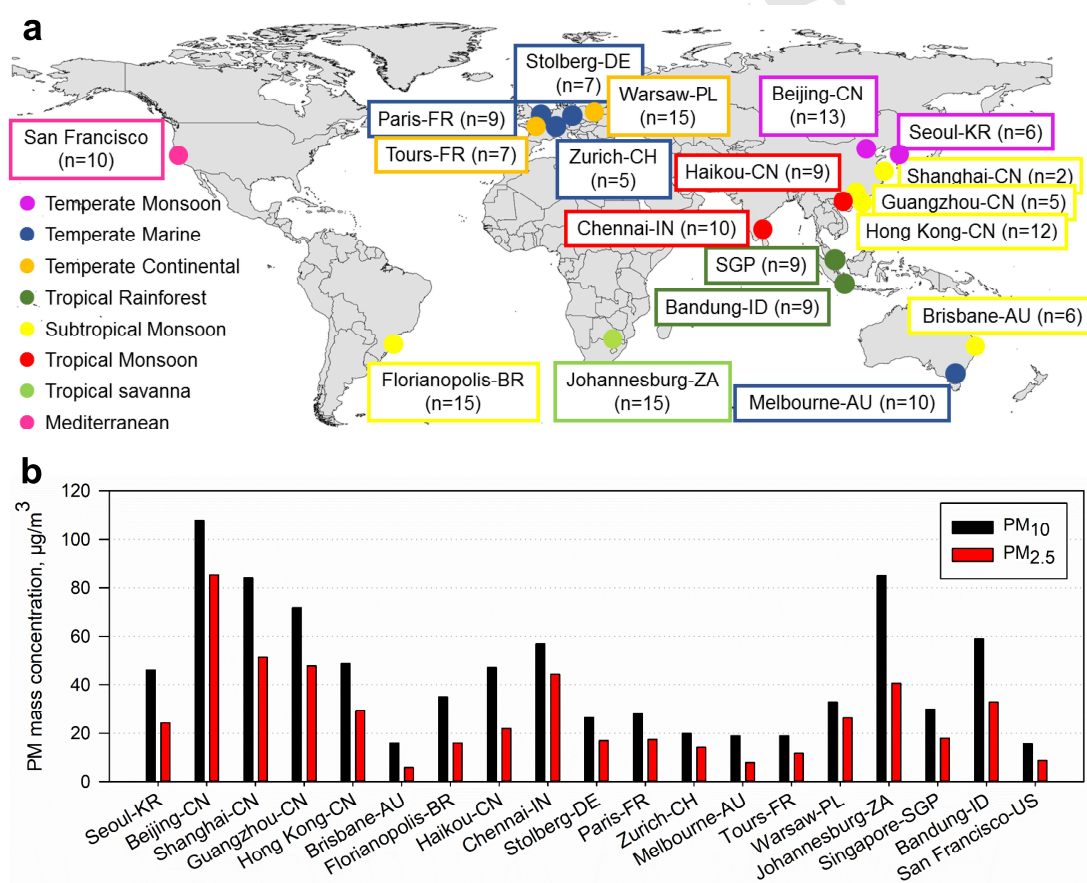 a
Stolberg-DE
(n=7)
Warsaw-PL
(n=15)
Beijing-CN
(n=13)
Paris-FR (n=9)
Seoul-KR (n=6)
San Francisco
(n=10)
Tours-FR (n=7)
Zurich-CH
(n=5)
Haikou-CN (n=9)
Shanghai-CN (n=2)
Guangzhou-CN (n=5)
Hong Kong-CN (n=12)
Chennai-IN (n=10)
SGP (n=9)
Bandung-ID (n=9)
Brisbane-AU (n=6)
Florianopolis-BR
(n=15)
Johannesburg-ZA
(n=15)
Melbourne-AU (n=10)
Temperate Monsoon
Temperate Marine
Temperate Continental
Tropical Rainforest
Subtropical Monsoon
Tropical Monsoon
Tropical savanna
Mediterranean
b
PM mass concentration, µg/m³
120
100
80
60
40
20
0
PM₁₀
PM₂.₅
Seoul-KR
Beijing-CN
Shanghai-CN
Guangzhou-CN
Hong Kong-CN
Brisbane-AU
Florianopolis-BR
Haikou-CN
Chennai-IN
Stolberg-DE
Paris-FR
Zurich-CH
Melbourne-AU
Tours-FR
Warsaw-PL
Johannesburg-ZA
Singapore-SGP
Bandung-ID
San Francisco-US